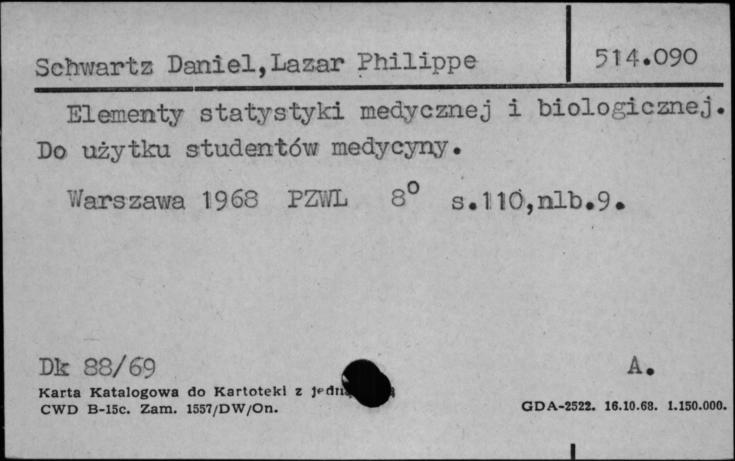 Schwartz Daniel,Lazar Philippe 514.090
Elementy statystyki medycznej i biologicznej.
Do użytku studentów medycyny.
Warszawa 1968 PZWL 8° s.110,nlb.9.
Dk 88/69 A.
Karta Katalogowa do Kartoteki z
CWD B-15c. Zam. 1557/DW/On. GDA-2522. 16.10.68. 1.150.000.